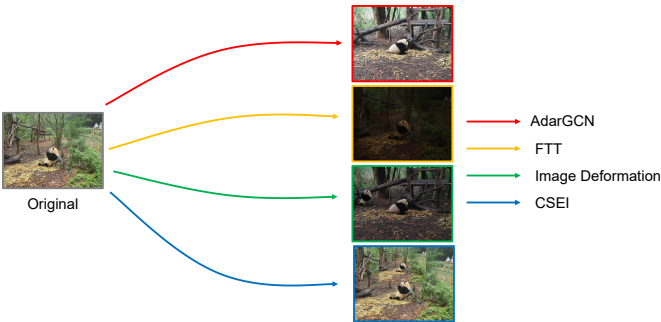 Original
AdarGCN
FTT
Image Deformation
CSEI